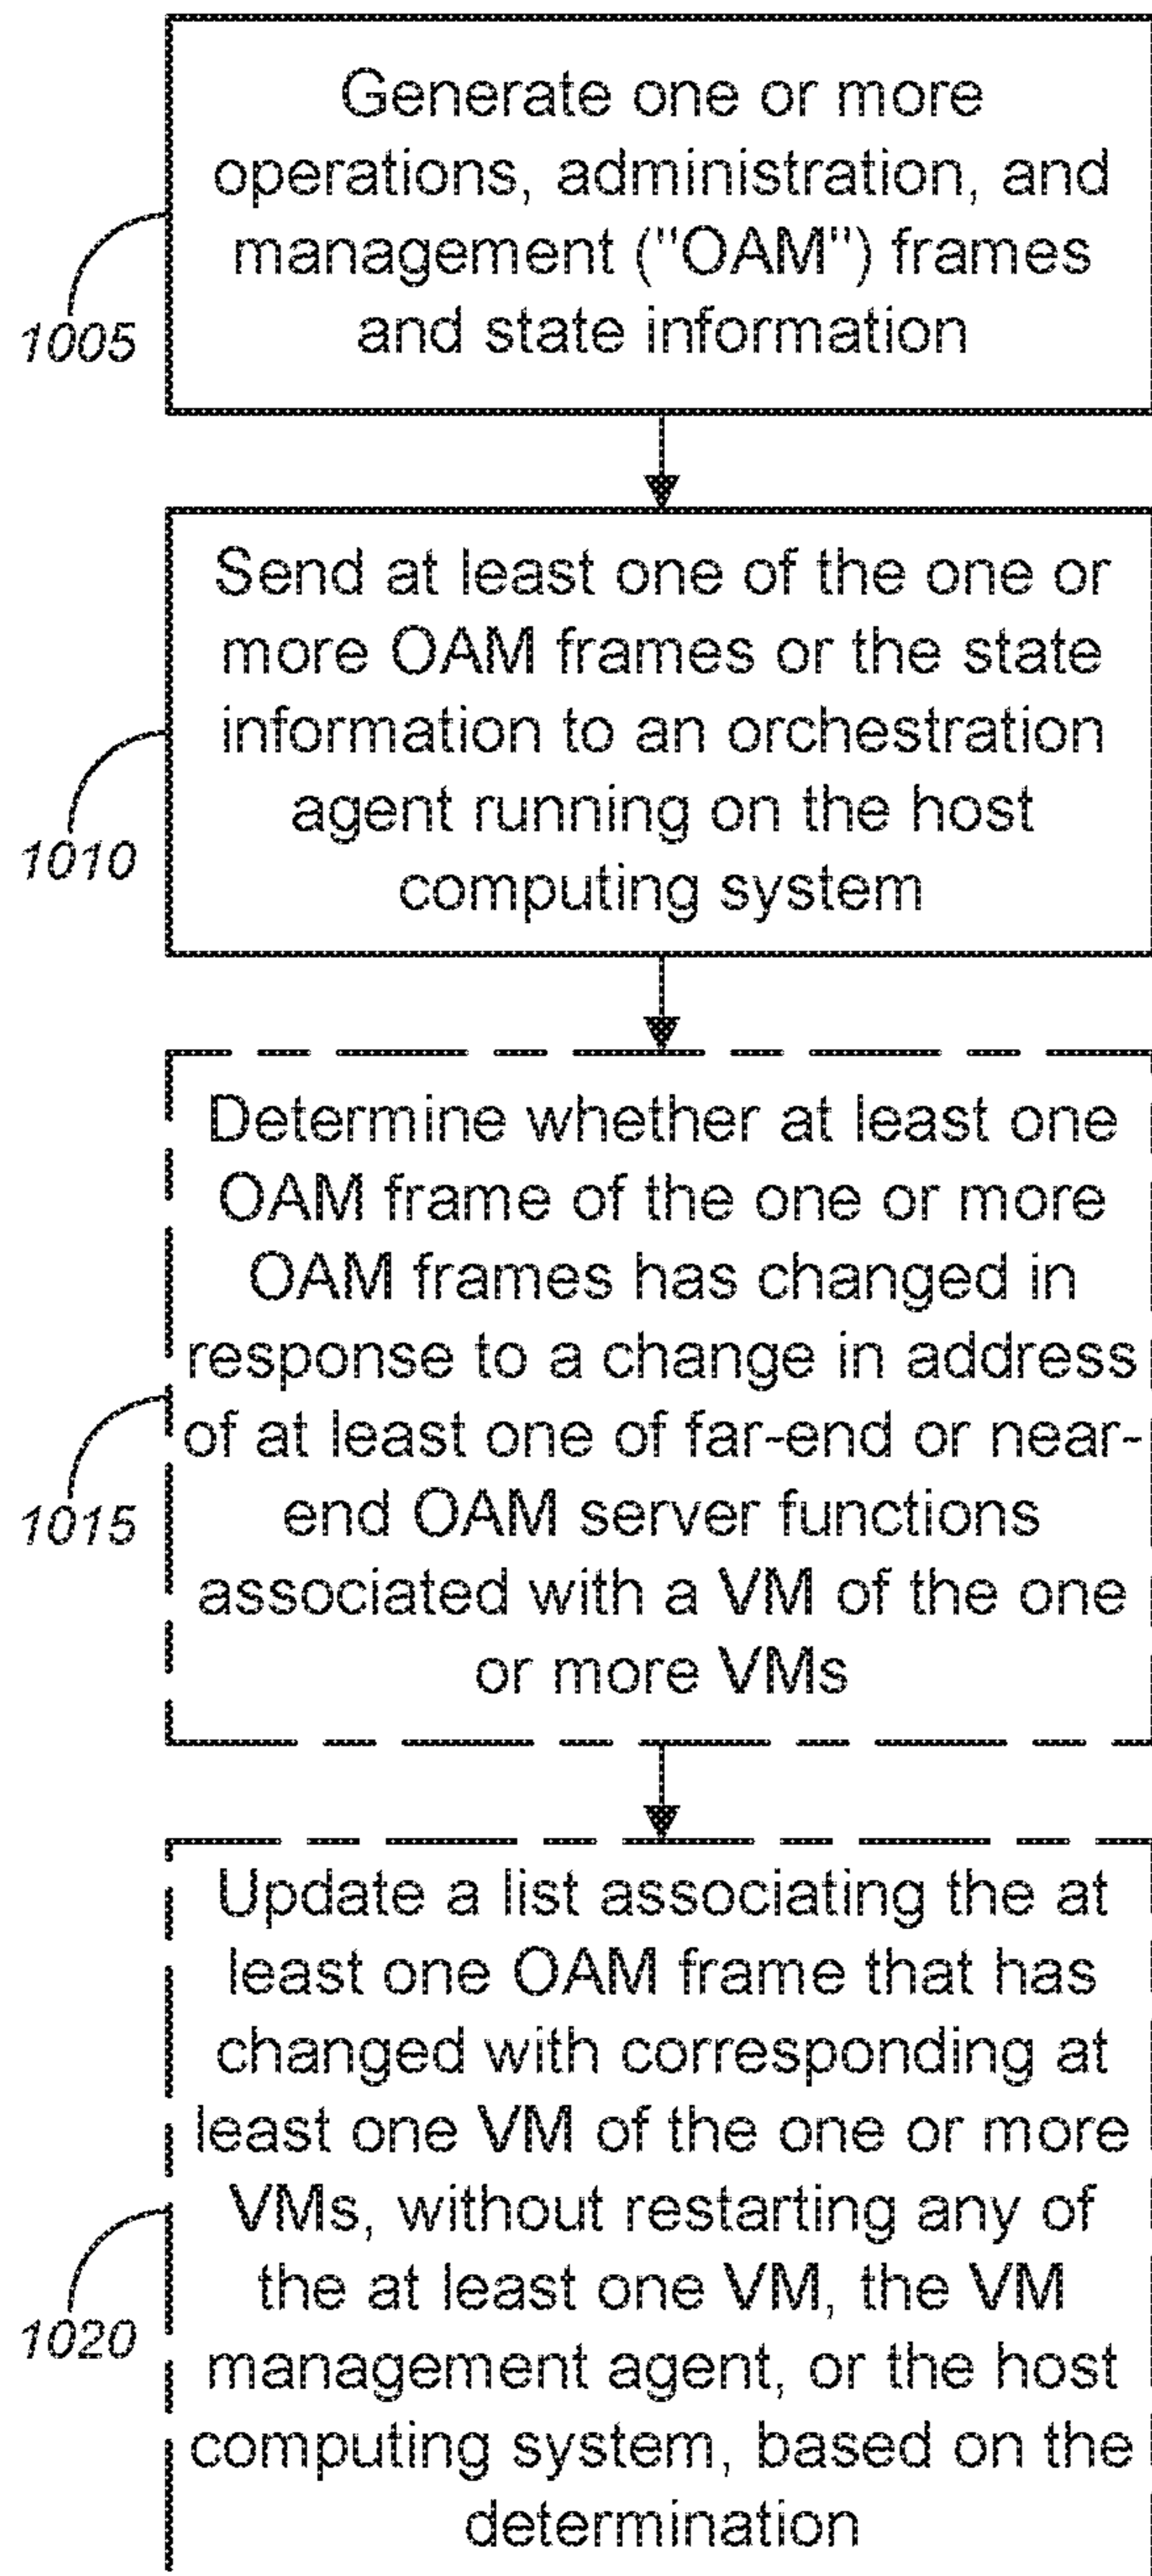 Generate one or more
operations, administration, and
management ("OAM") frames
and state information
1005
Send at least one of the one or
more OAM frames or the state
information to an orchestration
agent running on the host
computing system
1010
Determine whether at least one
OAM frame of the one or more
OAM frames has changed in
response to a change in address
of at least one of far-end or near-
end OAM server functions
associated with a VM of the one
or more VMs
1015
Update a list associating the at
least one OAM frame that has
changed with corresponding at
least one VM of the one or more
VMs, without restarting any of
the at least one VM, the VM
management agent, or the host
computing system, based on the
determination
1020